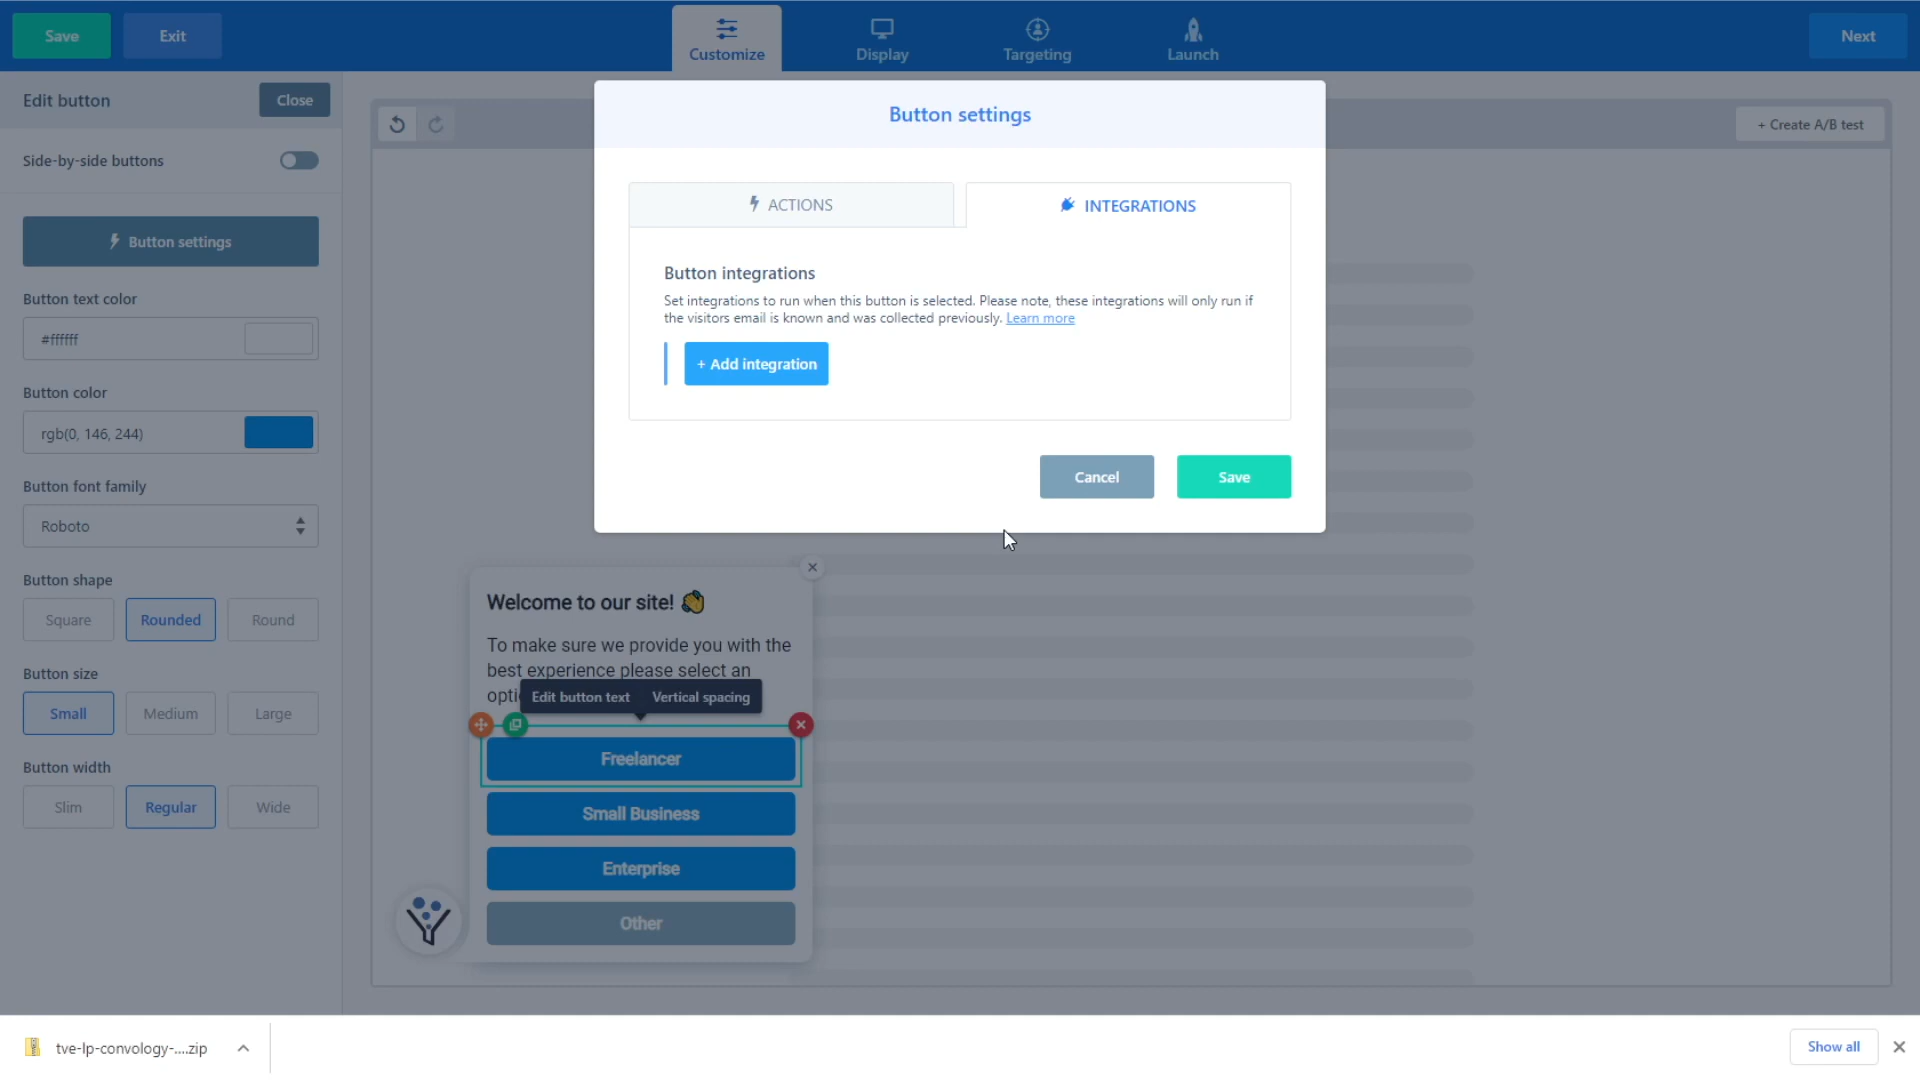 Save
Exit
Customize
Display
Targeting
Launch
Next
Edit button
Close
Side-by-side buttons
Button settings
Button text color
#ffffff
Button color
rgb(0, 146, 244)
Button font family
Roboto
Button shape
Square
Rounded
Round
Button size
Small
Medium
Large
Button width
Slim
Regular
Wide
+ Create A/B test
Button settings
ACTIONS
INTEGRATIONS
Button integrations
Set integrations to run when this button is selected. Please note, these integrations will only run if
the visitors email is known and was collected previously. Learn more
+ Add integration
Cancel
Save
Welcome to our site!
To make sure we provide you with the
best experience please select an
opti
Edit button text
Vertical spacing
Freelancer
Small Business
Enterprise
Other
tve-lp-convology-....zip
Show all